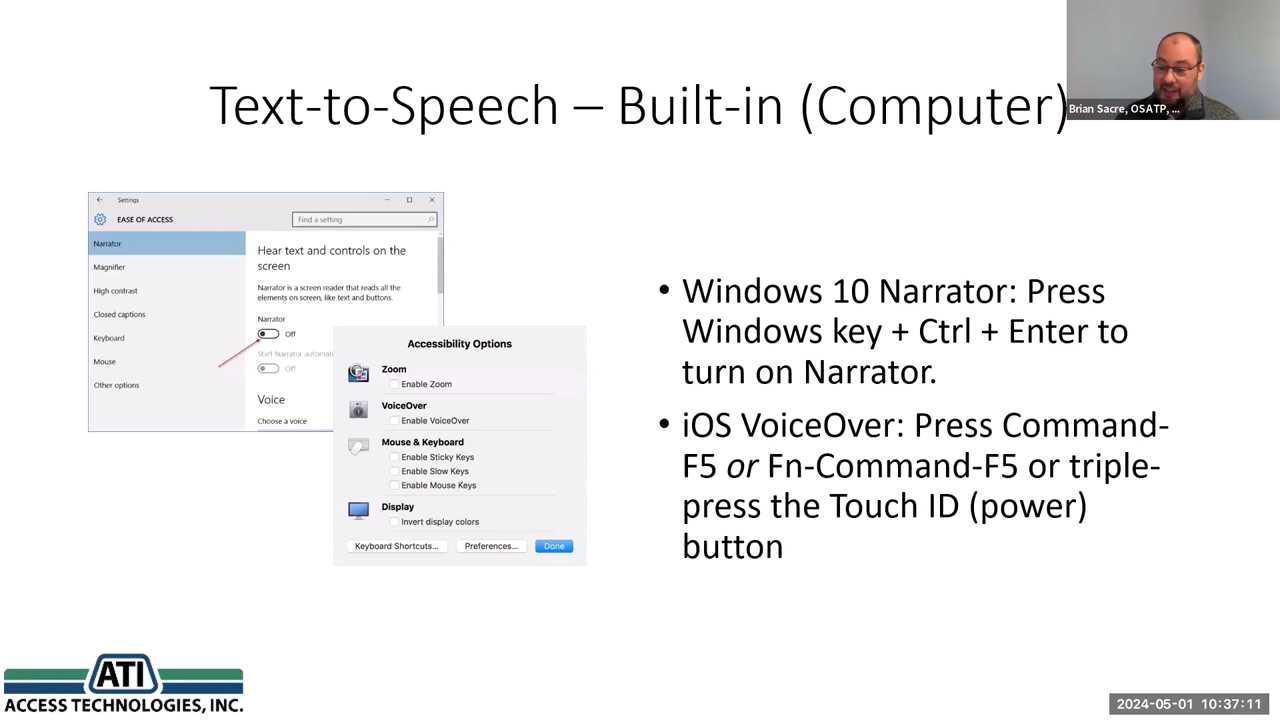 Text-to-Speech – Built-in (Computer)
Brian Sacre, OSATP, ...
Settings
EASE OF ACCESS
Find a setting
Narrator
Magnifier
High contrast
Closed captions
Keyboard
Mouse
Other options
Hear text and controls on the
screen
Narrator is a screen reader that reads all the
elements on screen, like text and buttons.
Narrator
Off
Start Narrator automat
Off
Voice
Choose a voice
Accessibility Options
Zoom
Enable Zoom
VoiceOver
Enable VoiceOver
Mouse & Keyboard
Enable Sticky Keys
Enable Slow Keys
Enable Mouse Keys
Display
Invert display colors
Keyboard Shortcuts... Preferences... Done
• Windows 10 Narrator: Press
Windows key + Ctrl + Enter to
turn on Narrator.
• iOS VoiceOver: Press Command-
F5 or Fn-Command-F5 or triple-
press the Touch ID (power)
button
ATI
ACCESS TECHNOLOGIES, INC.
2024-05-01 10:37:11